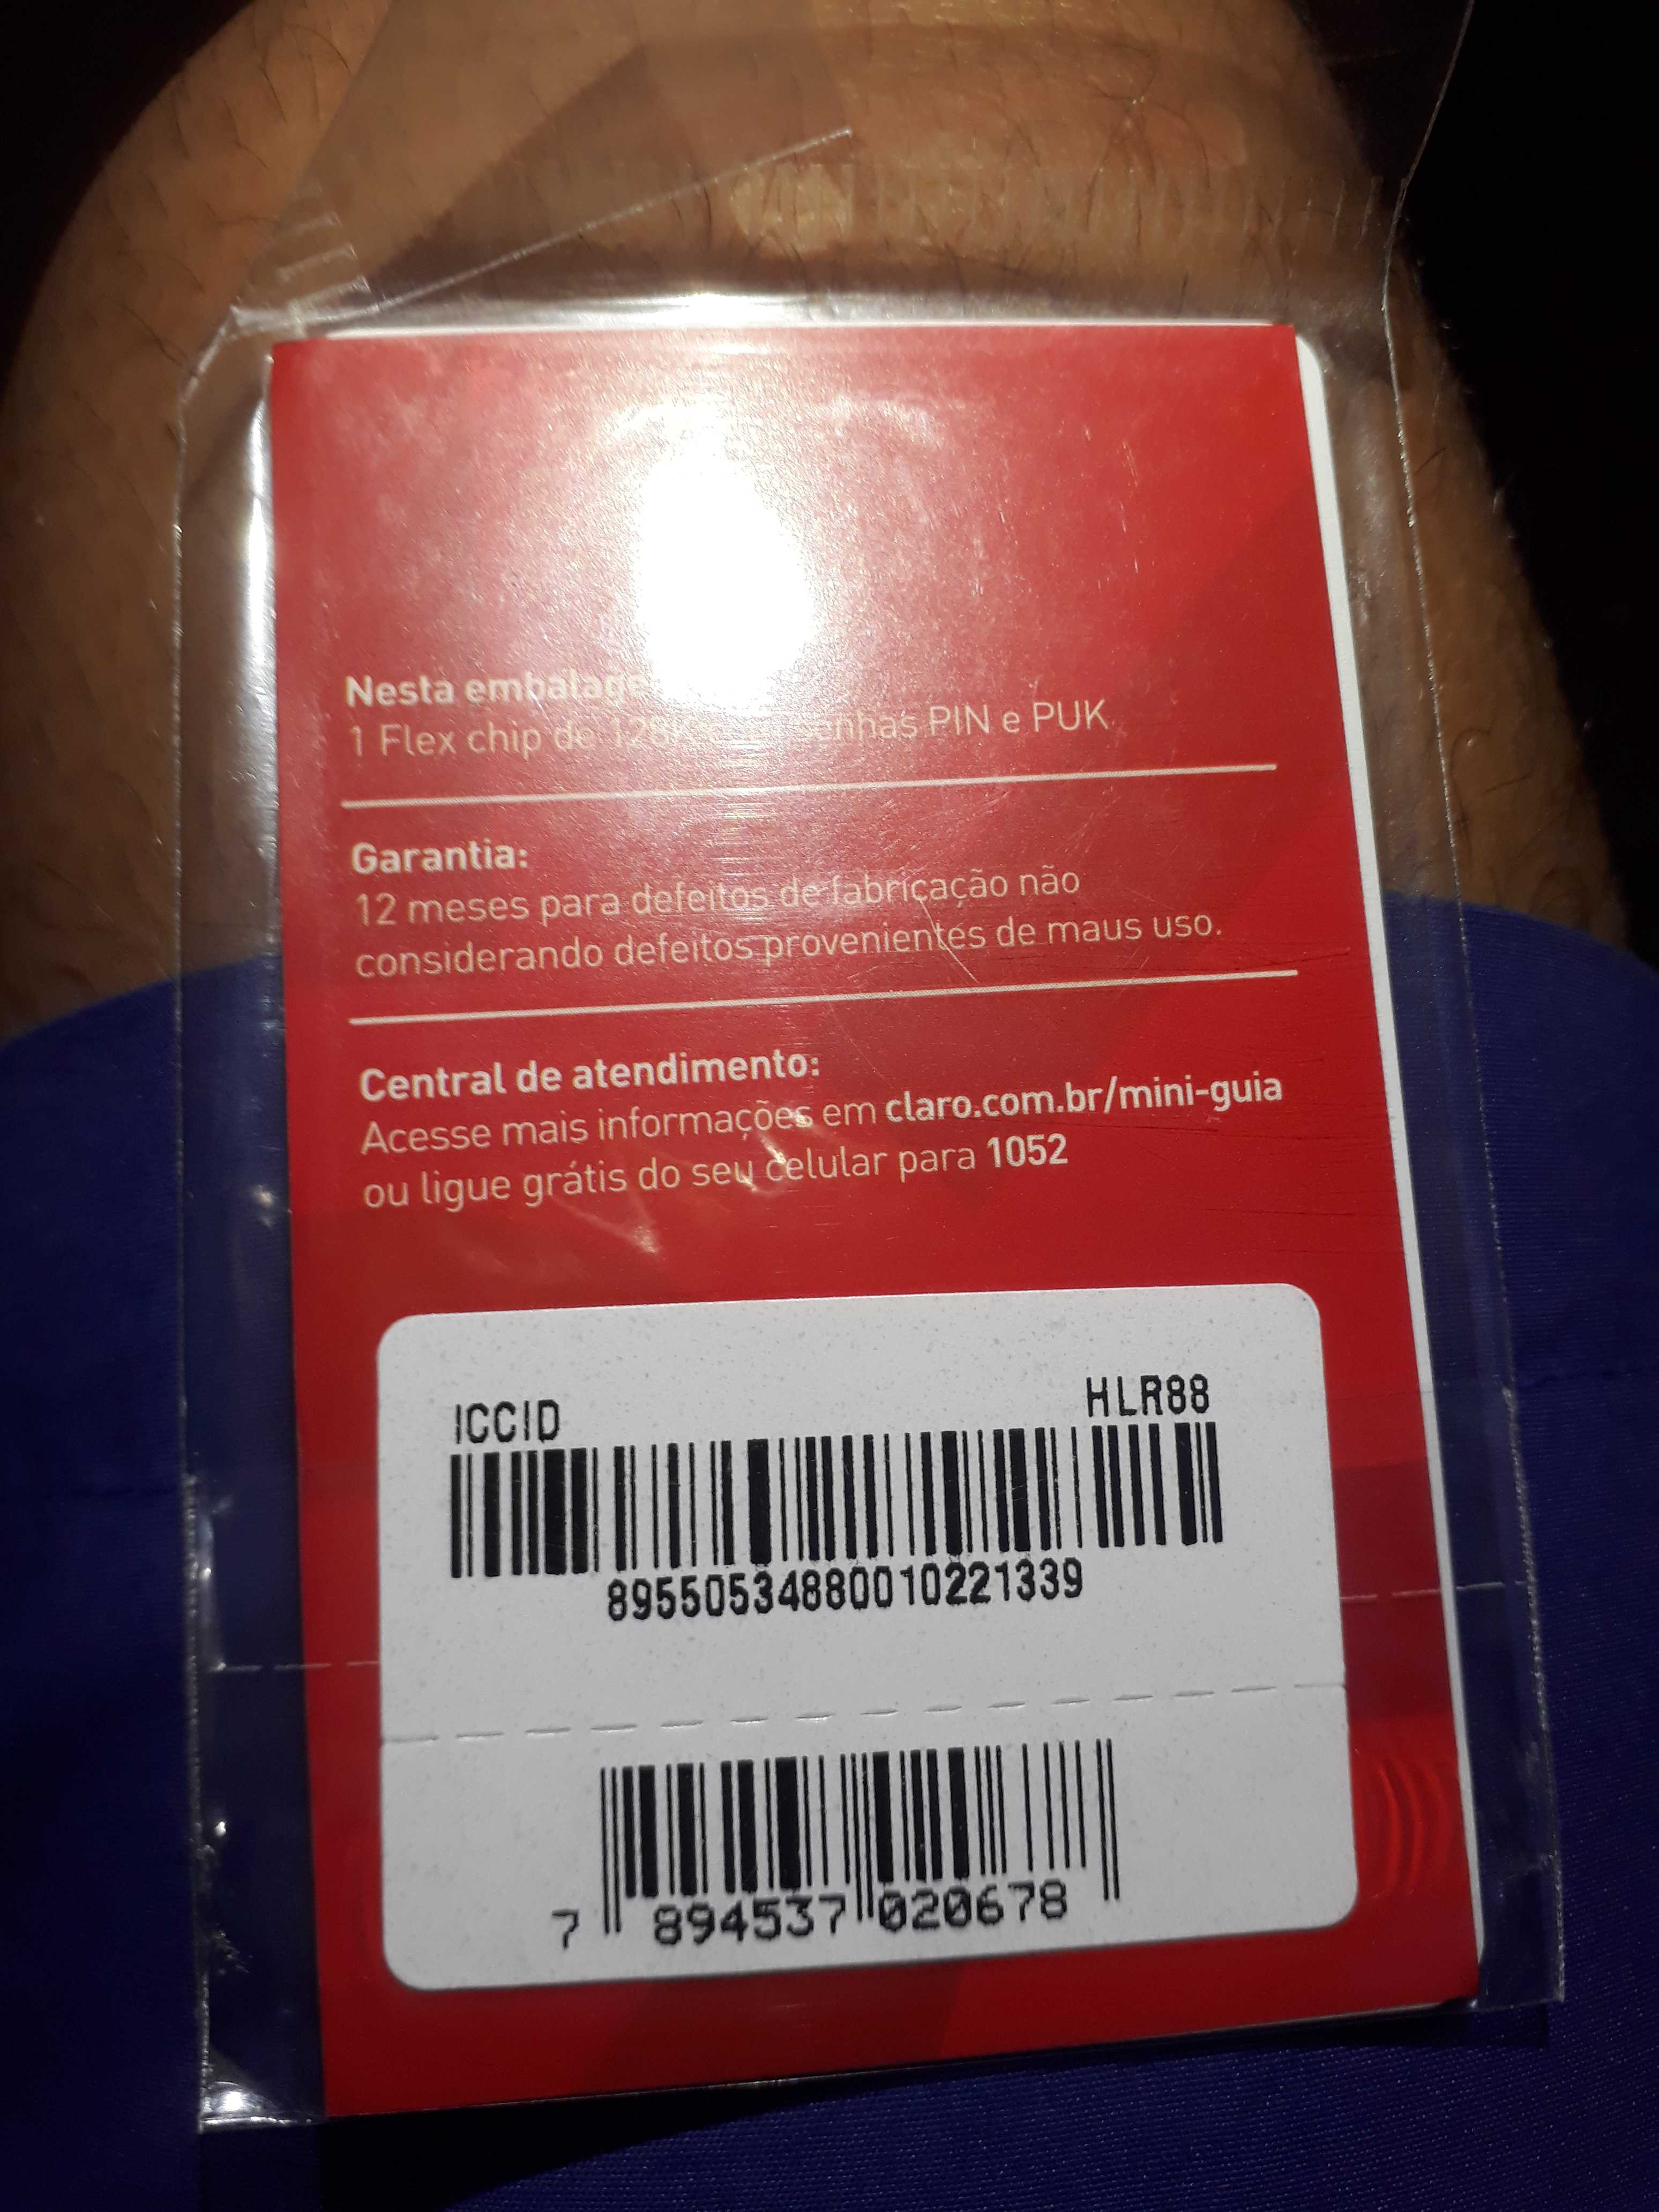 Nesta embalage
1 Flex chip de 128K senhas PIN e PUK
Garantia:
12 meses para defeitos de fabricação não
considerando defeitos provenientes de maus uso.
Central de atendimento:
Acesse mais informações em claro.com.br/mini-guia
ou ligue grátis do seu celular para 1052
ICCID HLR88
89550534880010221339
7 894537 020678